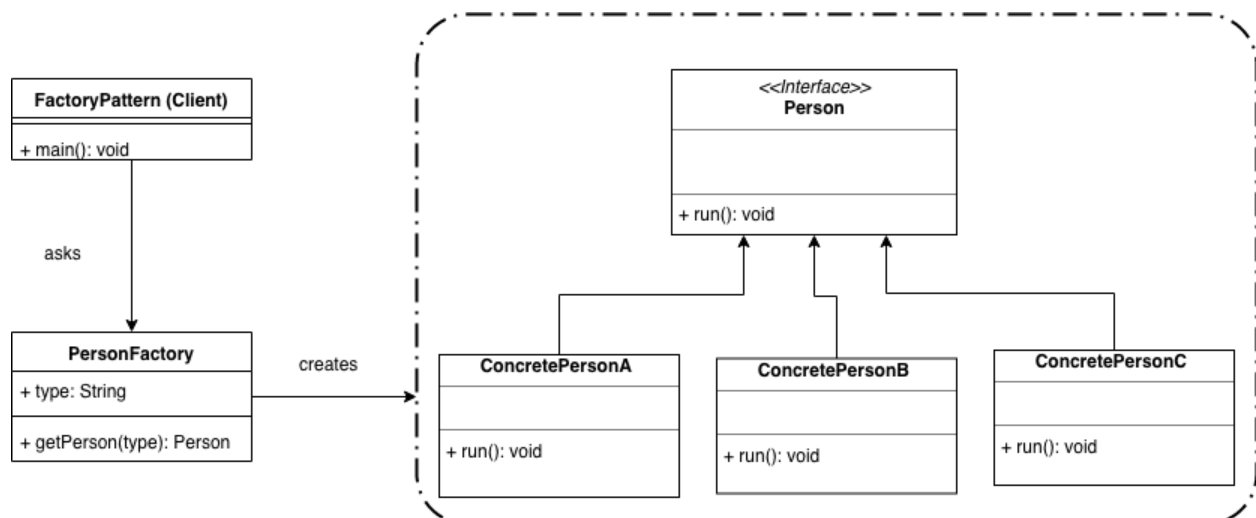 FactoryPattern (Client)
+ main(): void
asks
PersonFactory
+ type: String
+ getPerson(type): Person
creates
<<Interface>>
Person
+ run(): void
ConcretePersonA
+ run(): void
ConcretePersonB
+ run(): void
ConcretePersonC
+ run(): void